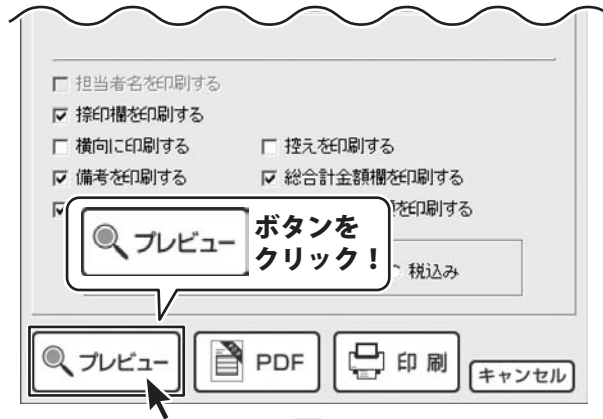 担当者名を印刷する
捺印欄を印刷する
横向に印刷する
控えを印刷する
備考を印刷する
総合計金額欄を印刷する
を印刷する
プレビュー
ボタンを
クリック！
税込み
プレビュー
PDF
印刷
キャンセル